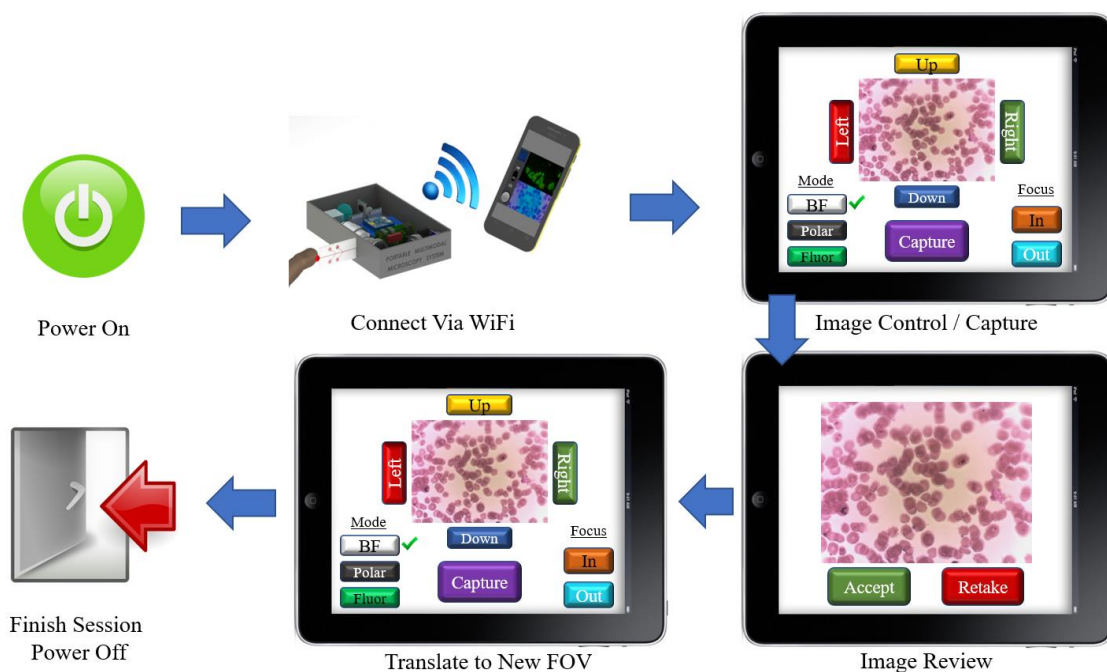 Power On
PORTABLE MULTIMODAL
MICROSCOPY SYSTEM
Connect Via WiFi
Up
Left
Right
Down
Mode
BF
Polar
Fluor
Capture
Focus
In
Out
Image Control / Capture
Accept
Retake
Image Review
Up
Left
Right
Down
Mode
BF
Polar
Fluor
Capture
Focus
In
Out
Translate to New FOV
Finish Session
Power Off